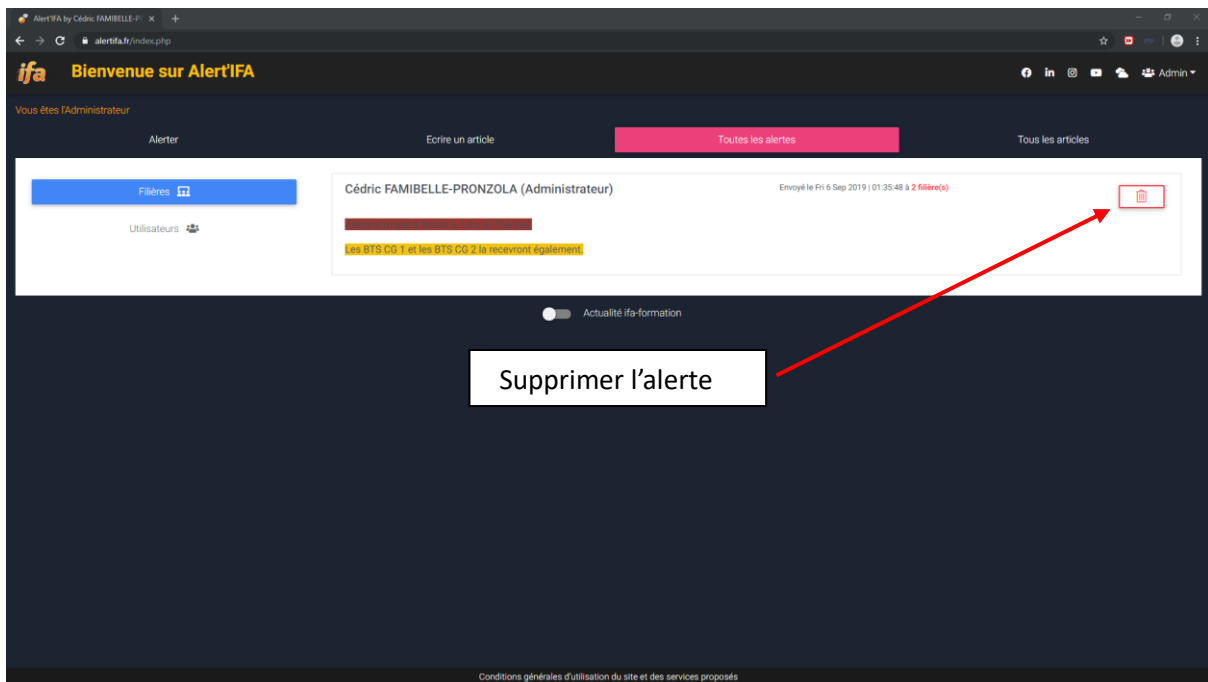 Alert'IFA by Cédric FAMIBELLE-P
alertifa.fr/index.php
ifa Bienvenue sur Alert'IFA
Admin
Vous êtes l'Administrateur
Alerter Ecrire un article Toutes les alertes Tous les articles
Filières
Utilisateurs
Cédric FAMIBELLE-PRONZOLA (Administrateur)
Envoyé le Fri 6 Sep 2019 | 01:35:48 à 2 filière(s)
Les BTS CG 1 et les BTS CG 2 la recevront également.
Actualité ifa-formation
Supprimer l'alerte
Conditions générales d'utilisation du site et des services proposés